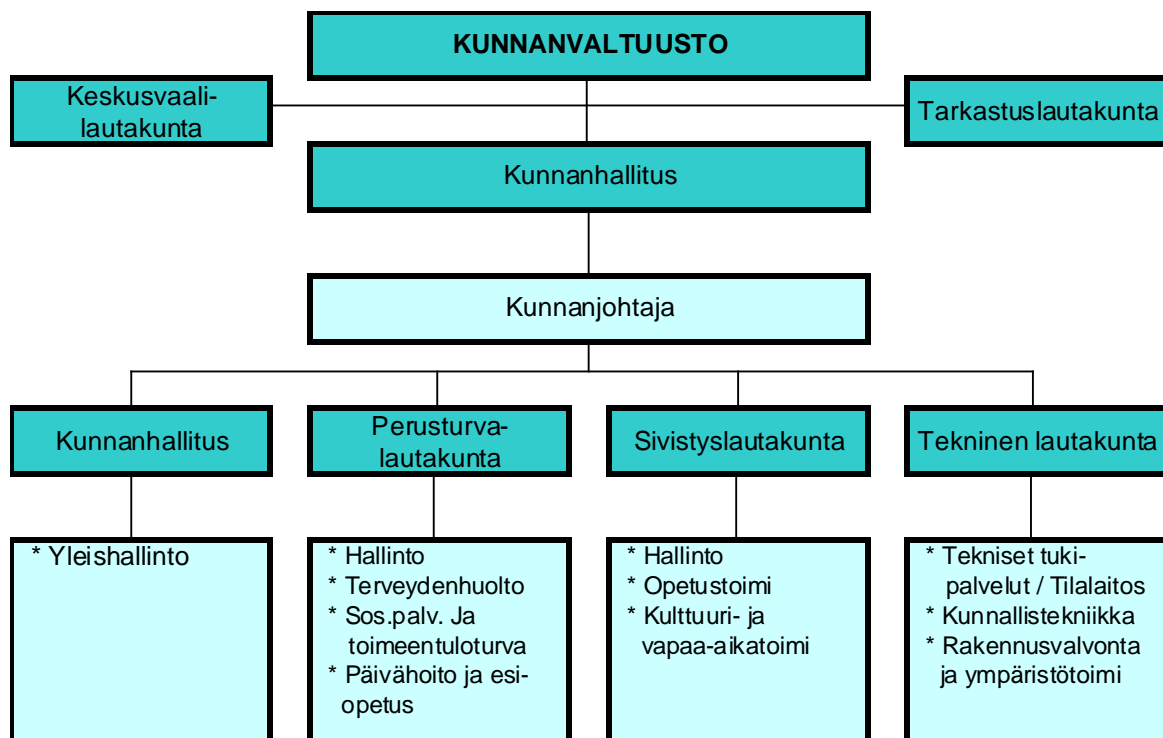 KUNNANVALTUUSTO
Keskusvaali-
lautakunta
Tarkastuslautakunta
Kunnanhallitus
Kunnanjohtaja
Kunnanhallitus
Perusturva-
lautakunta
Sivistyslautakunta
Tekninen lautakunta
* Yleishallinto
* Hallinto
* Terveydenhuolto
* Sos.palv. Ja
toimeentuloturva
* Päivähoito ja esi-
opetus
* Hallinto
* Opetustoimi
* Kulttuuri- ja
vapaa-aikatoimi
* Tekniset tuki-
palvelut / Tilalaitos
* Kunnallistekniikka
* Rakennusvalvonta
ja ympäristötoimi